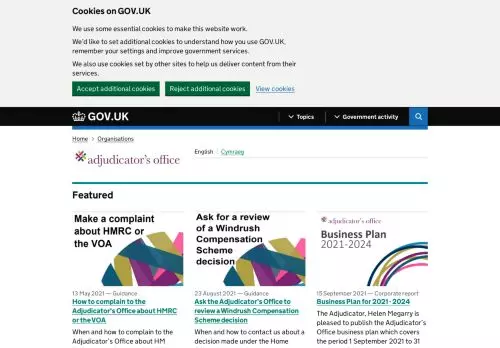 Cookies on GOV.UK
We use some essential cookies to make this website work.
We'd like to set additional cookies to understand how you use GOV.UK,
remember your settings and improve government services.
We also use cookies set by other sites to help us deliver content from their
services.
Accept additional cookies Reject additional cookies View cookies
GOV.UK Topics Government activity
Home Organisations
adjudicator's office English Cymraeg
Featured
Make a complaint
about HMRC or
the VOA
Ask for a review
of a Windrush
Compensation
Scheme
decision
adjudicator's office
Business Plan
2021-2024
13 May 2021 — Guidance
How to complain to the
Adjudicator's Office about HMRC
or the VOA
When and how to complain to the
Adjudicator's Office about HM
23 August 2021 — Guidance
Ask the Adjudicator's Office to
review a Windrush Compensation
Scheme decision
When and how to contact us about a
decision made under the Home
15 September 2021 — Corporate report
Business Plan for 2021 - 2024
The Adjudicator, Helen Megarry is
pleased to publish the Adjudicator's
Office business plan which covers
the period 1 September 2021 to 31